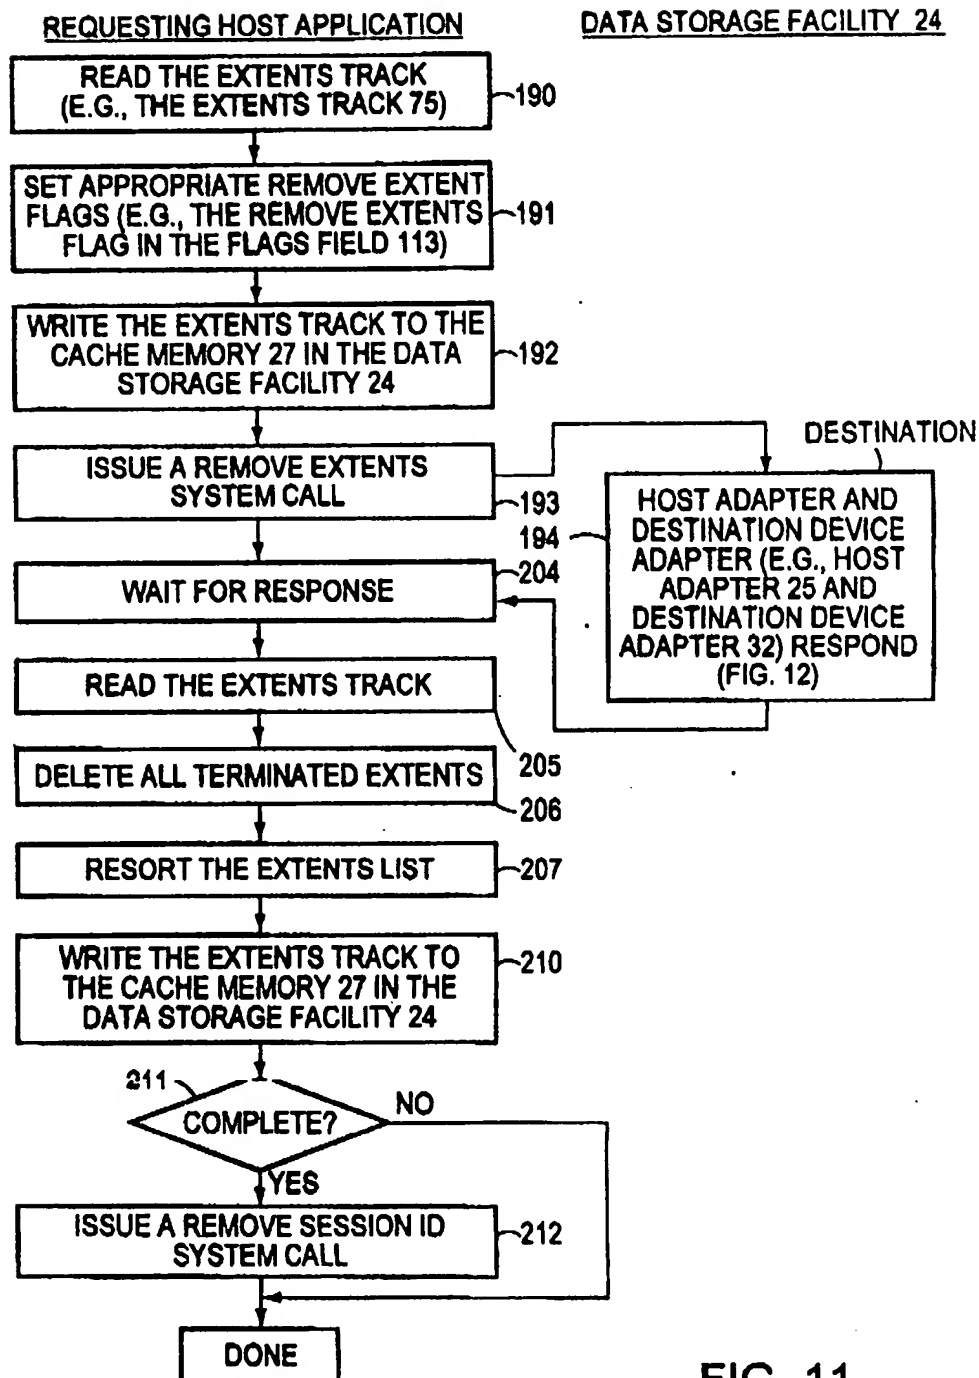 REQUESTING HOST APPLICATION
DATA STORAGE FACILITY 24
READ THE EXTENTS TRACK
(E.G., THE EXTENTS TRACK 75)
190
SET APPROPRIATE REMOVE EXTENT
FLAGS (E.G., THE REMOVE EXTENTS
FLAG IN THE FLAGS FIELD 113)
191
WRITE THE EXTENTS TRACK TO THE
CACHE MEMORY 27 IN THE DATA
STORAGE FACILITY 24
192
ISSUE A REMOVE EXTENTS
SYSTEM CALL
193
DESTINATION
HOST ADAPTER AND
DESTINATION DEVICE
ADAPTER (E.G., HOST
ADAPTER 25 AND
DESTINATION DEVICE
ADAPTER 32) RESPOND
(FIG. 12)
194
WAIT FOR RESPONSE
204
READ THE EXTENTS TRACK
205
DELETE ALL TERMINATED EXTENTS
206
RESORT THE EXTENTS LIST
207
WRITE THE EXTENTS TRACK TO
THE CACHE MEMORY 27 IN THE
DATA STORAGE FACILITY 24
210
211
COMPLETE?
NO
YES
ISSUE A REMOVE SESSION ID
SYSTEM CALL
212
DONE
FIG. 11